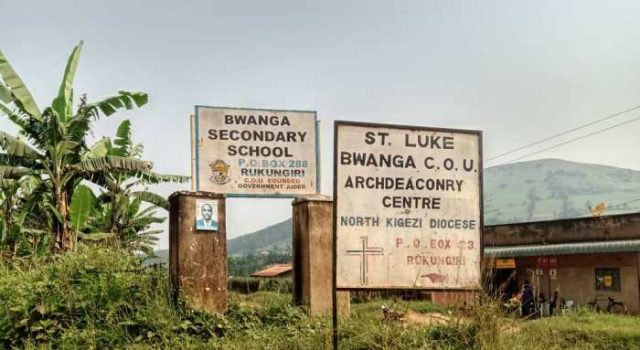 BWANGA
SECONDARY
SCHOOL
P.O.BOX 288
RUKUNGIRI
C.O.U FOUNDED
GOVERNMENT AIDED
ST. LUKE
BWANGA C.O.U.
ARCHDEACONRY
CENTRE
NORTH KIGEZI DIOCESE
P.O. BOX 23
RUKUNGIRI